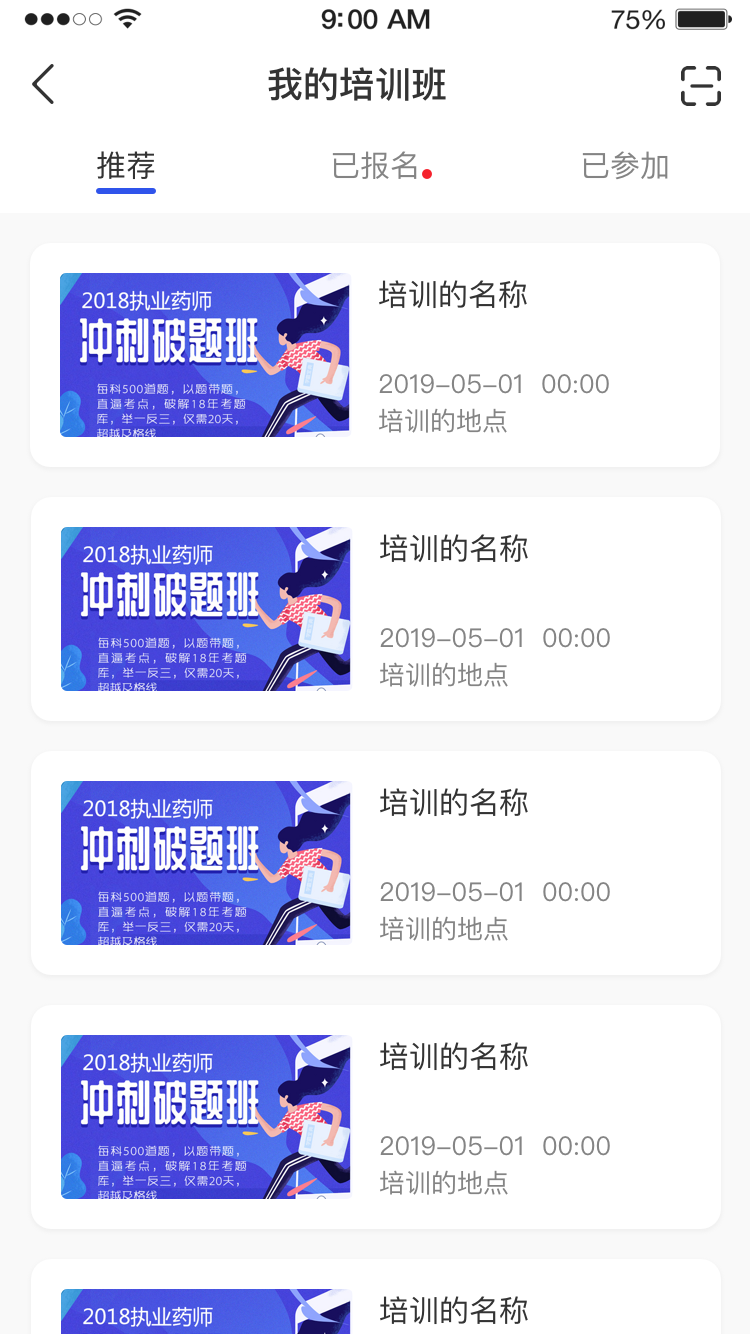 9:00 AM 75%
我的培训班
推荐 已报名 已参加
2018执业药师
冲刺破题班
每科500道题，以题带题，
直逼考点，破解18年考题
库，举一反三，仅需20天，
超越及格线
培训的名称
2019-05-01 00:00
培训的地点
2018执业药师
冲刺破题班
每科500道题，以题带题，
直逼考点，破解18年考题
库，举一反三，仅需20天，
超越及格线
培训的名称
2019-05-01 00:00
培训的地点
2018执业药师
冲刺破题班
每科500道题，以题带题，
直逼考点，破解18年考题
库，举一反三，仅需20天，
超越及格线
培训的名称
2019-05-01 00:00
培训的地点
2018执业药师
冲刺破题班
每科500道题，以题带题，
直逼考点，破解18年考题
库，举一反三，仅需20天，
超越及格线
培训的名称
2019-05-01 00:00
培训的地点
2018执业药师
培训的名称